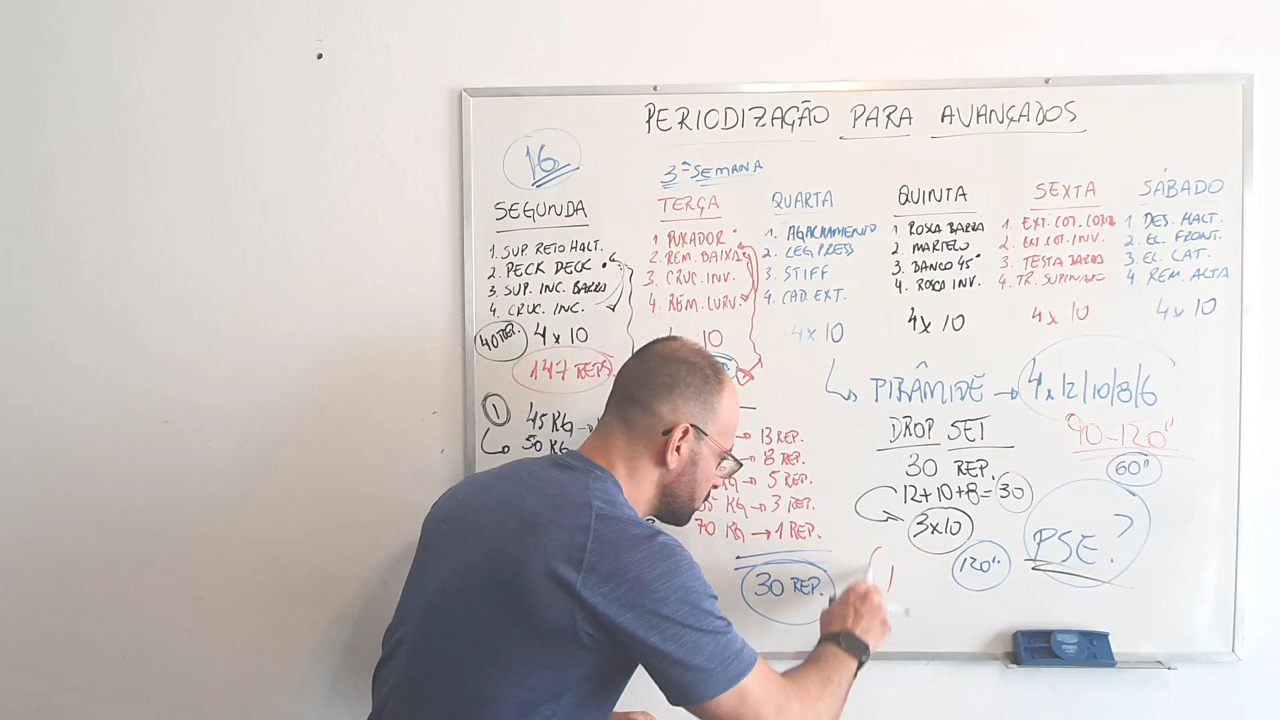 PERIODIZAÇÃO PARA AVANÇADOS
16
3ª SEMANA
SEGUNDA
1. SUP. RETO HALT.
2. PECK DECK
3. SUP. INC. BARRA
4. CRUC. INC.
40 REP.
4 x 10
147 REPS.
1
45 KG
50 KG
TERÇA
1 PUXADOR
2 REM. BAIXA
3 CRUC. INV.
4. REM. CURV.
10
13 REP.
8 REP.
5 REP.
3 REP.
70 KG → 1 REP.
30 REP.
QUARTA
1. AGACHAMENTO
2. LEG PRESS
3. STIFF
4. CAD. EXT.
4 x 10
QUINTA
1 ROSCA BARRA
2. MARTELO
3. BANCO 45°
4. ROSCA INV.
4 x 10
SEXTA
1. EXT. COT. CORDA
2. EXT. COT. INV.
3. TESTA BARRA
4. TR. SUPINADO
4 x 10
SÁBADO
1 DES. HALT.
2. EL. FRONT.
3. EL. LAT.
4. REM. ALTA
4 x 10
PIRÂMIDE → 4 x 12/10/8/6
DROP SET
30 REP.
12+10+8=30
3x10
120"
90-120"
60"
PSE?